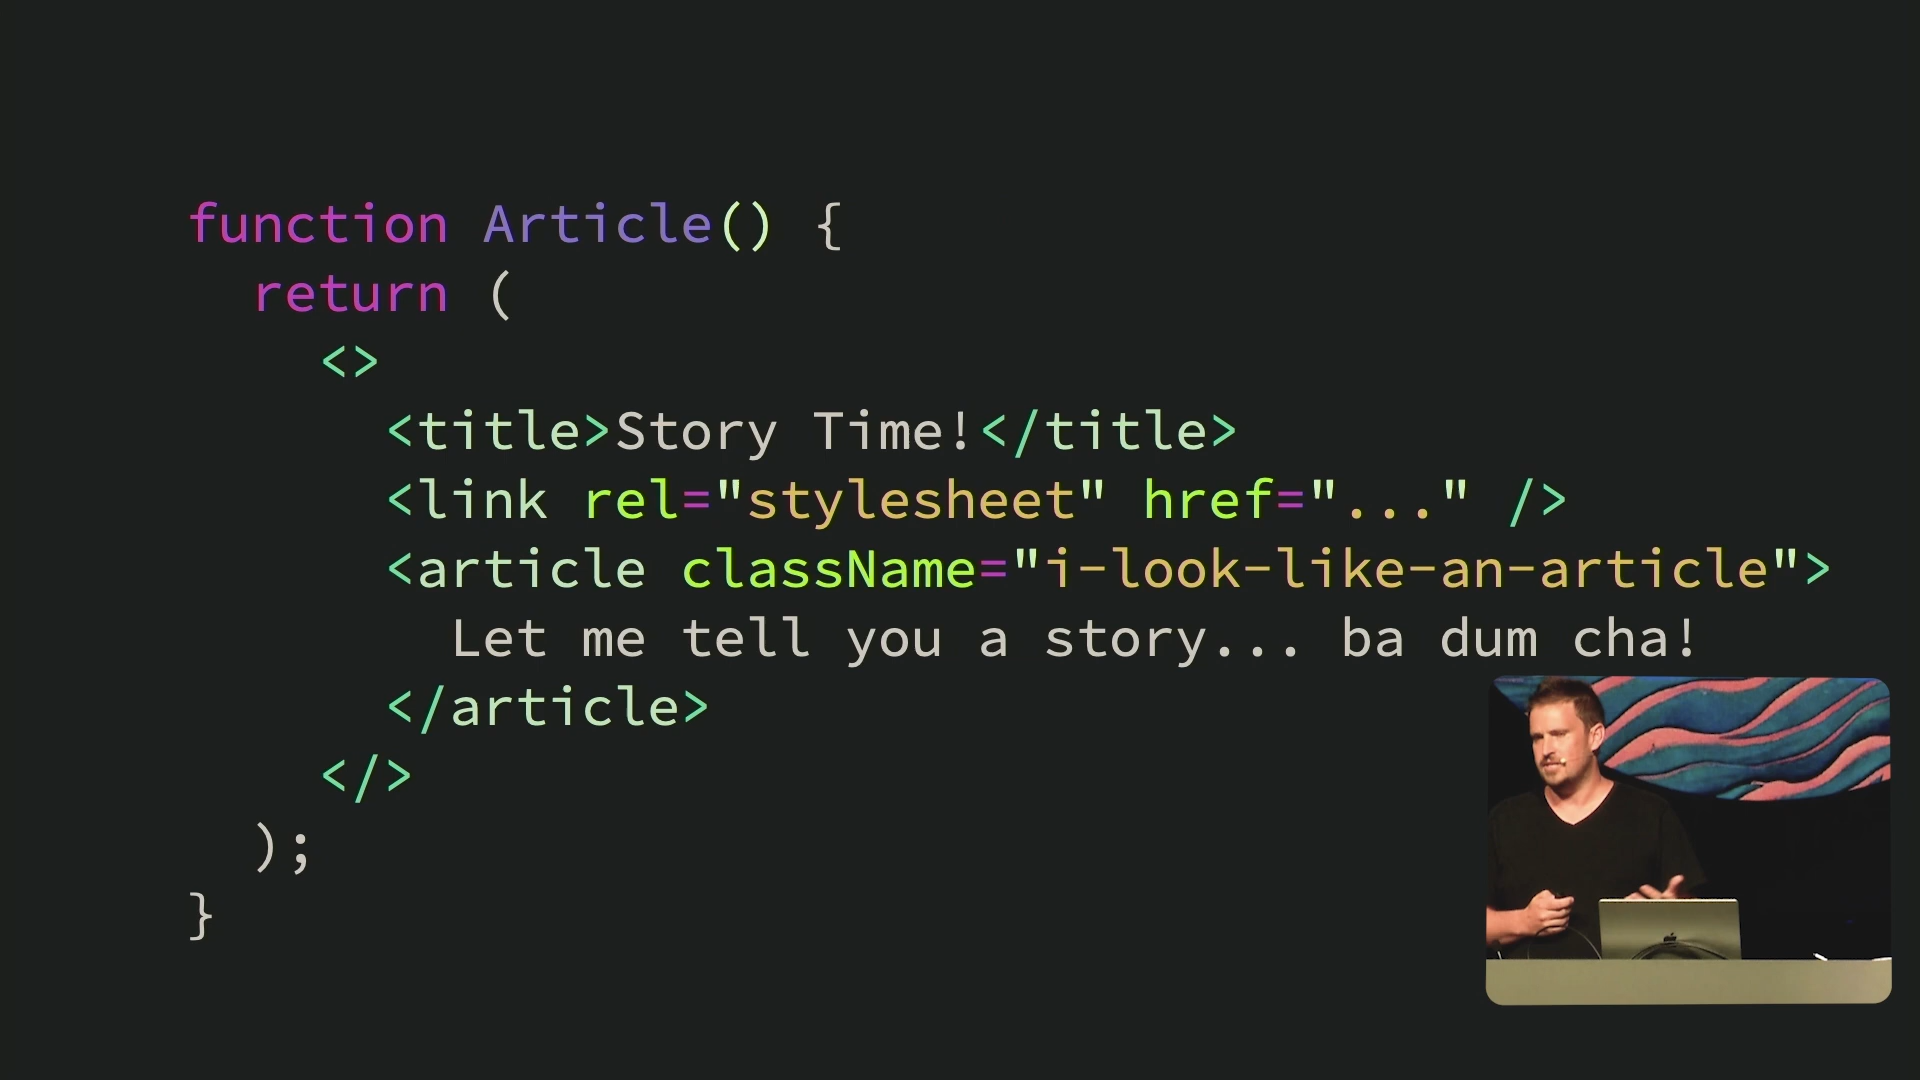 function Article() {
  return (
    <>
      <title>Story Time!</title>
      <link rel="stylesheet" href="..." />
      <article className="i-look-like-an-article">
        Let me tell you a story... ba dum cha!
      </article>
    </>
  );
}